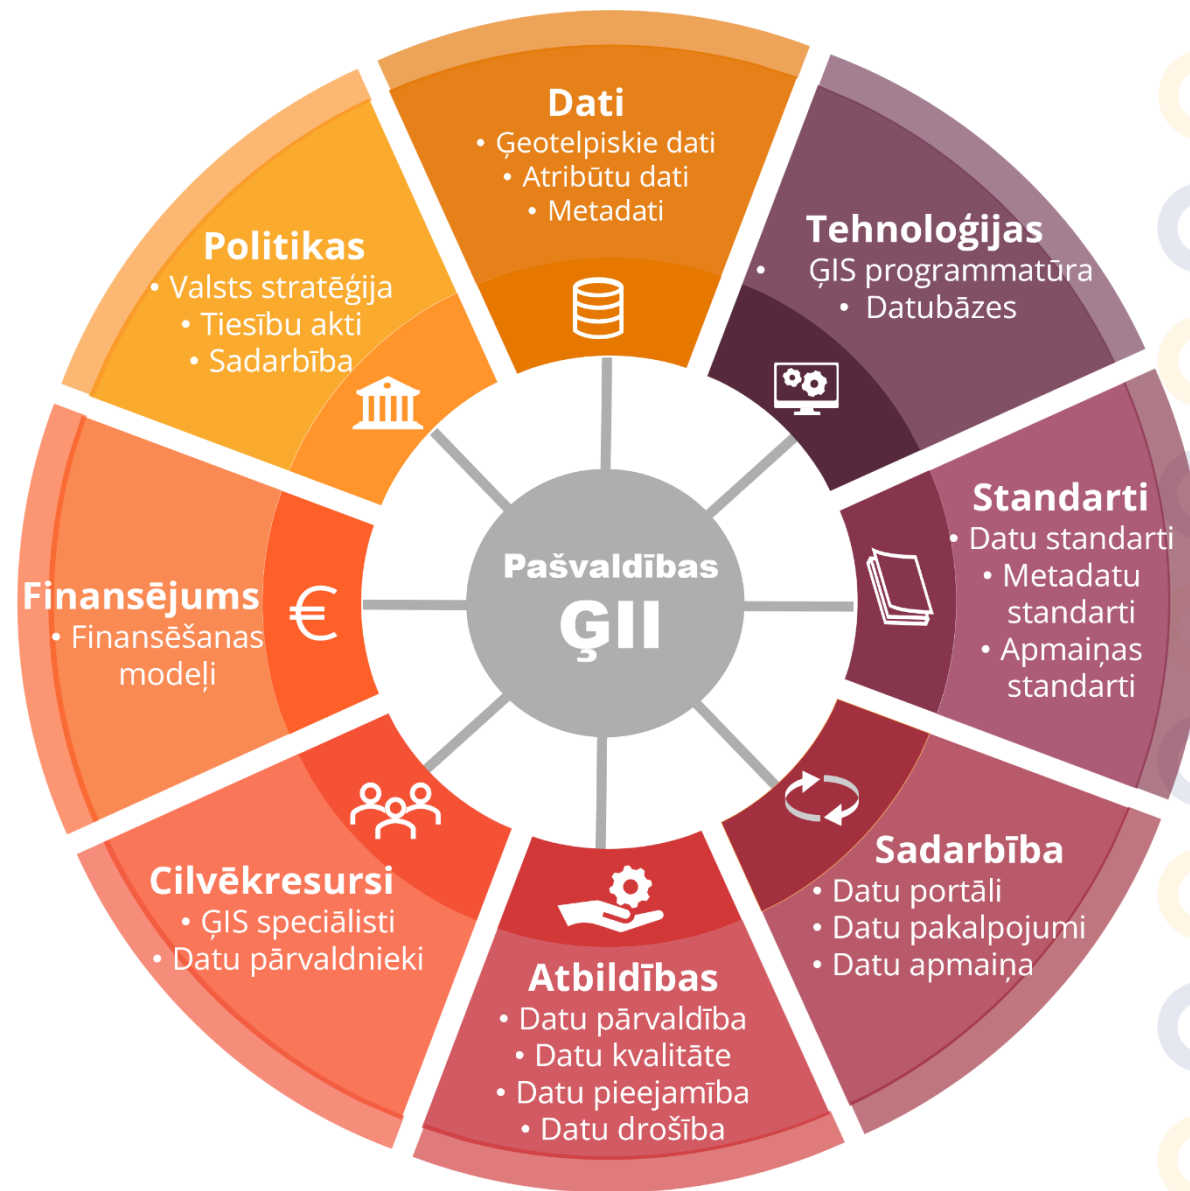 Dati
• Ģeotelpiskie dati
• Atribūtu dati
• Metadati
Tehnoloģijas
• ĢIS programmatūra
• Datubāzes
Standarti
• Datu standarti
• Metadatu
standarti
• Apmaiņas
standarti
Sadarbība
• Datu portāli
• Datu pakalpojumi
• Datu apmaiņa
Atbildības
• Datu pārvaldība
• Datu kvalitāte
• Datu pieejamība
• Datu drošība
Cilvēkresursi
• ĢIS speciālisti
• Datu pārvaldnieki
Finansējums
• Finansēšanas
modeļi
€
Politikas
• Valsts stratēģija
• Tiesību akti
• Sadarbība
Pašvaldības
ĢII